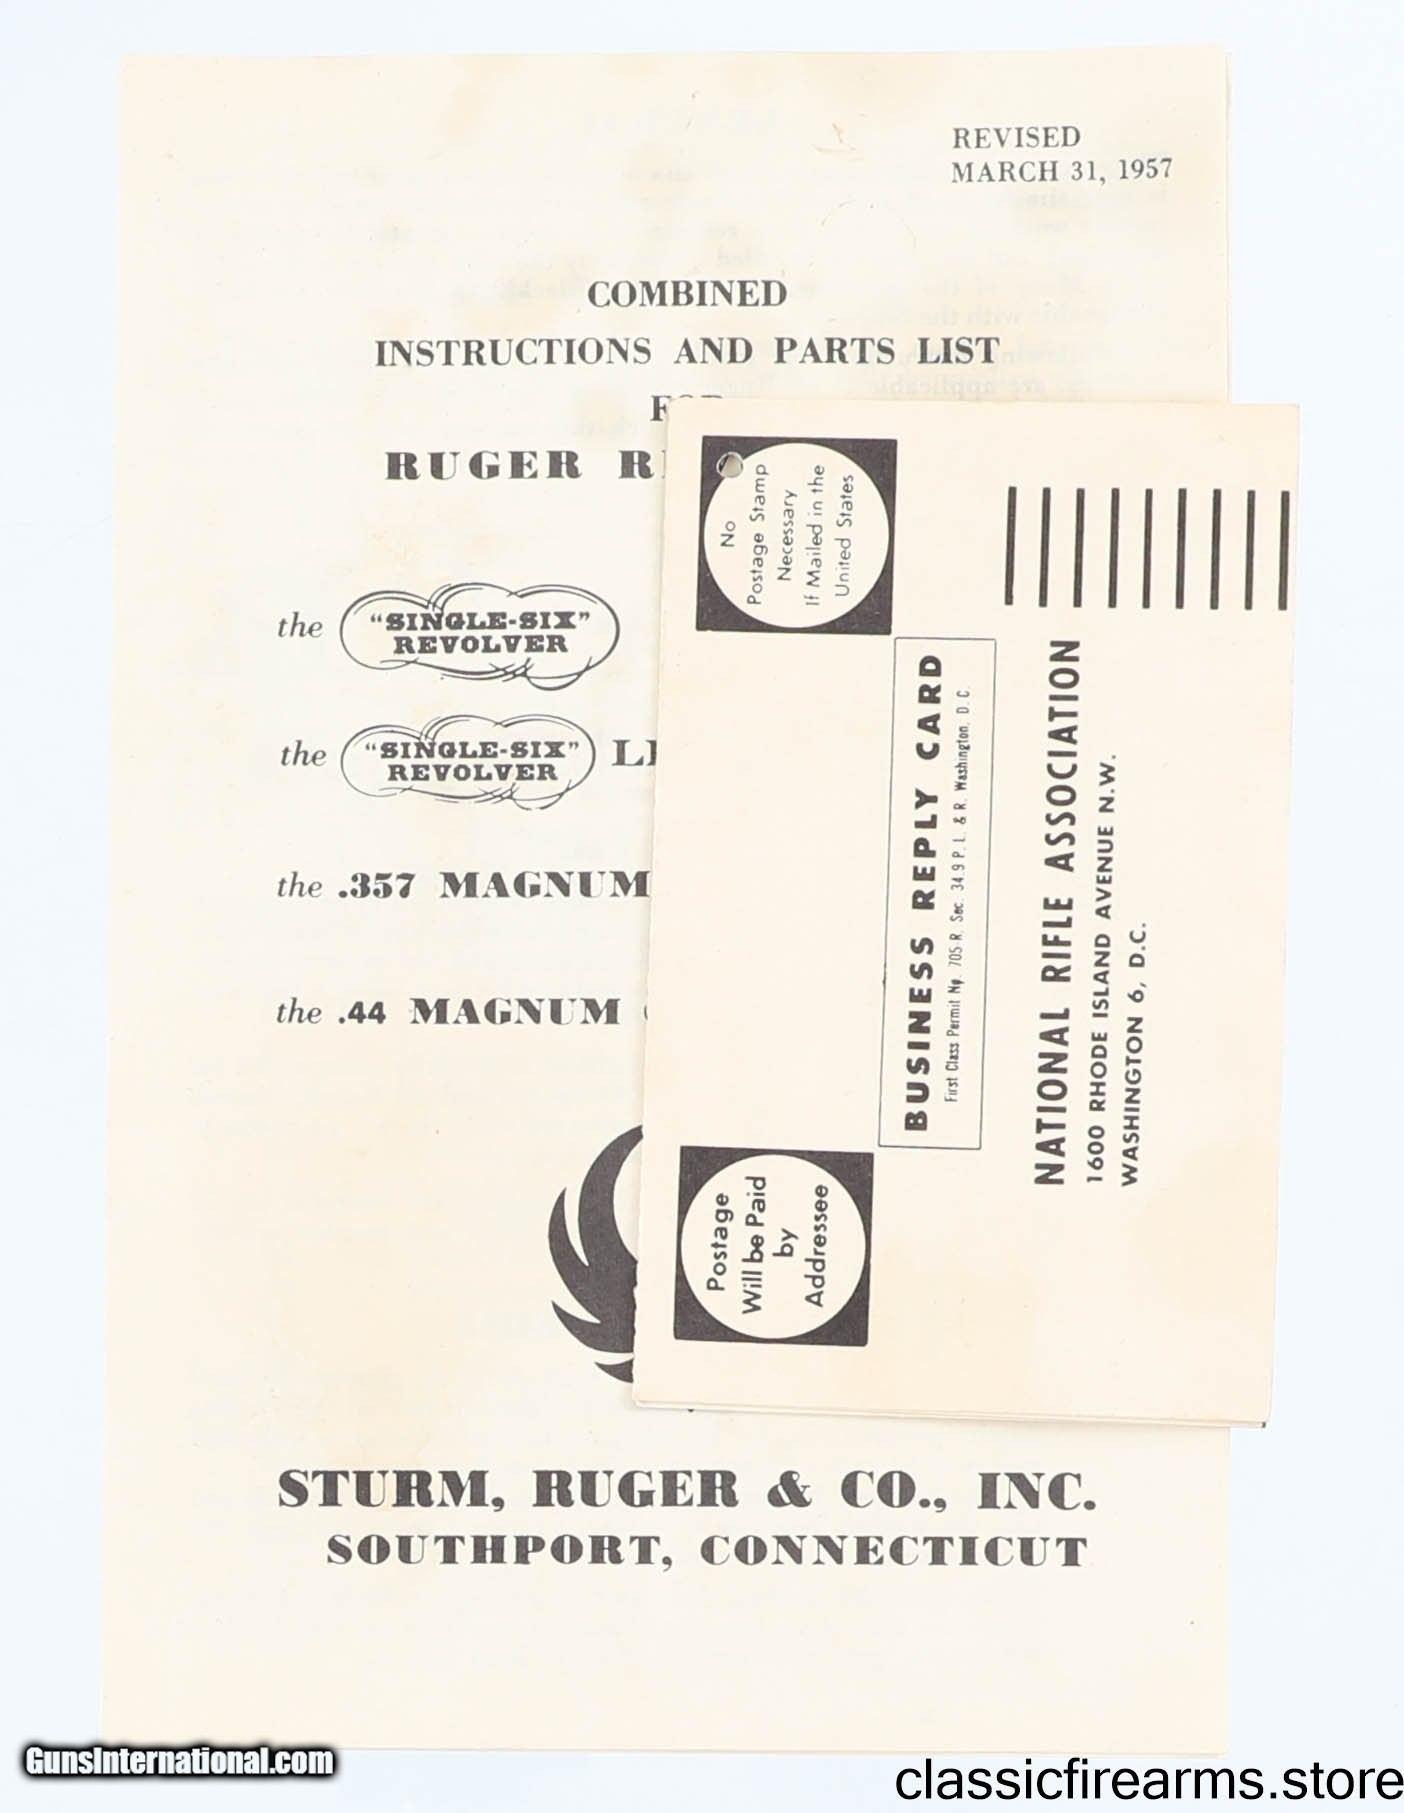 REVISED
MARCH 31, 1957
COMBINED
INSTRUCTIONS AND PARTS LIST
RUGER
the "SINGLE-SIX"
REVOLVER
the "SINGLE-SIX"
REVOLVER
the .357 MAGNUM
the .44 MAGNUM
STURM, RUGER & CO., INC.
SOUTHPORT, CONNECTICUT
No
Postage Stamp
Necessary
If Mailed in the
United States
BUSINESS REPLY CARD
First Class Permit No. 705-R, Sec. 34.9 P. L. & R. Washington, D. C.
NATIONAL RIFLE ASSOCIATION
1600 RHODE ISLAND AVENUE N.W.
WASHINGTON 6, D.C.
Postage
Will be Paid
by
Addressee
GunsInternational.com
classicfirearms.store